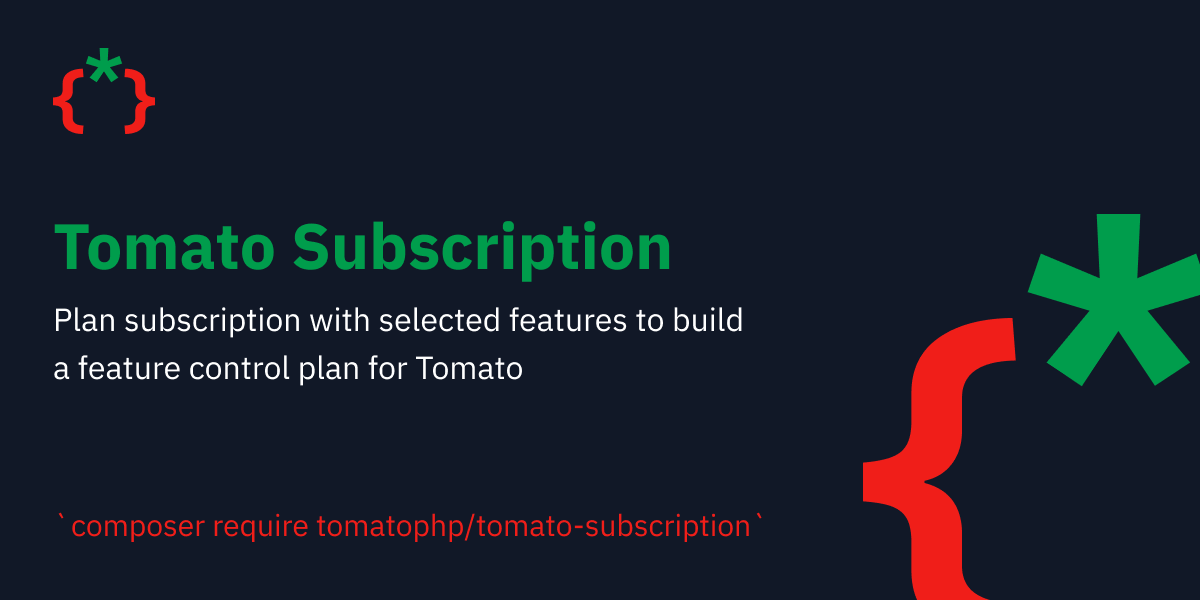 {*}
Tomato Subscription
Plan subscription with selected features to build
a feature control plan for Tomato
`composer require tomatophp/tomato-subscription`